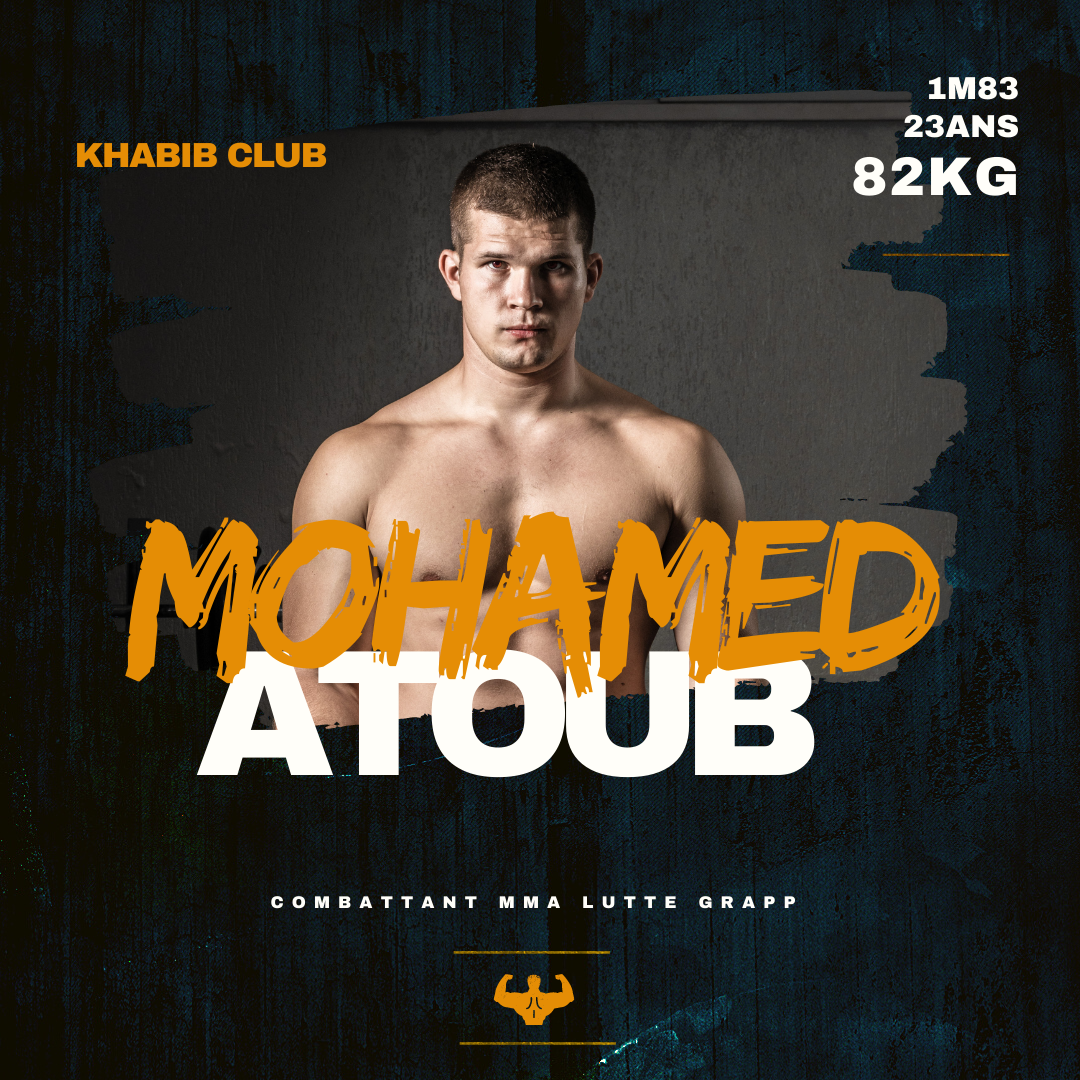 1M83
23ANS
KHABIB CLUB
82KG
MOHAMED
ATOUB
COMBATTANT MMA LUTTE GRAPP